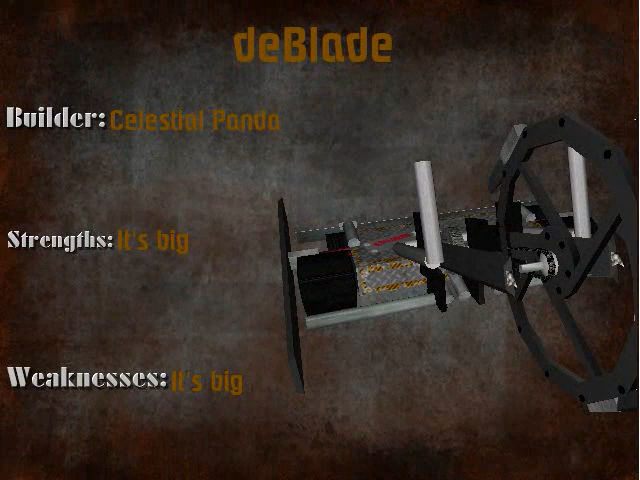 deBlade
Builder: Celestial Panda
Strengths: It's big
Weaknesses: It's big